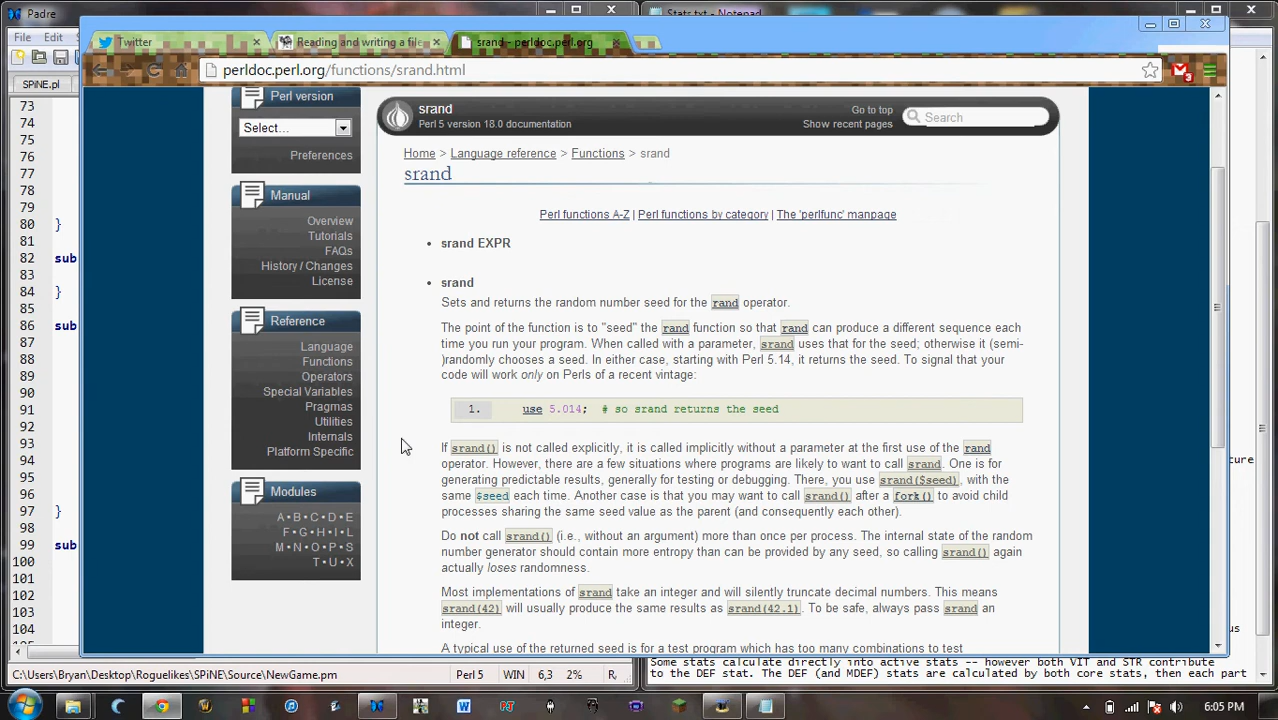 Padre
Stats.txt - Notepad
File Edit
Twitter
Reading and writing a file
srand - perldoc.perl.org
perldoc.perl.org/functions/srand.html
3
SPiNE.pl
73
74
75
76
77
78
79
80 }
81
82 sub
83
84 }
85
86 sub
87
88
89
90
91
92
93
94
95
96
97 }
98
99 sub
100
101
102
103
104
Perl version
Select...
Preferences
Manual
Overview
Tutorials
FAQs
History / Changes
License
Reference
Language
Functions
Operators
Special Variables
Pragmas
Utilities
Internals
Platform Specific
Modules
A • B • C • D • E
F • G • H • I • L
M • N • O • P • S
T • U • X
srand
Perl 5 version 18.0 documentation
Go to top
Show recent pages
Search
Home > Language reference > Functions > srand
srand
Perl functions A-Z | Perl functions by category | The 'perlfunc' manpage
• srand EXPR
• srand
Sets and returns the random number seed for the rand operator.
The point of the function is to "seed" the rand function so that rand can produce a different sequence each
time you run your program. When called with a parameter, srand uses that for the seed; otherwise it (semi-
)randomly chooses a seed. In either case, starting with Perl 5.14, it returns the seed. To signal that your
code will work only on Perls of a recent vintage:
1. use 5.014; # so srand returns the seed
If srand() is not called explicitly, it is called implicitly without a parameter at the first use of the rand
operator. However, there are a few situations where programs are likely to want to call srand. One is for
generating predictable results, generally for testing or debugging. There, you use srand($seed), with the
same $seed each time. Another case is that you may want to call srand() after a fork() to avoid child
processes sharing the same seed value as the parent (and consequently each other).
Do not call srand() (i.e., without an argument) more than once per process. The internal state of the random
number generator should contain more entropy than can be provided by any seed, so calling srand() again
actually loses randomness.
Most implementations of srand take an integer and will silently truncate decimal numbers. This means
srand(42) will usually produce the same results as srand(42.1). To be safe, always pass srand an
integer.
A typical use of the returned seed is for a test program which has too many combinations to test
cture
us
Some stats calculate directly into active stats -- however both VIT and STR contribute
to the DEF stat. The DEF (and MDEF) stats are calculated by both core stats, then each part
C:\Users\Bryan\Desktop\Roguelikes\SPiNE\Source\NewGame.pm
Perl 5 WIN 6,3 2%
6:05 PM